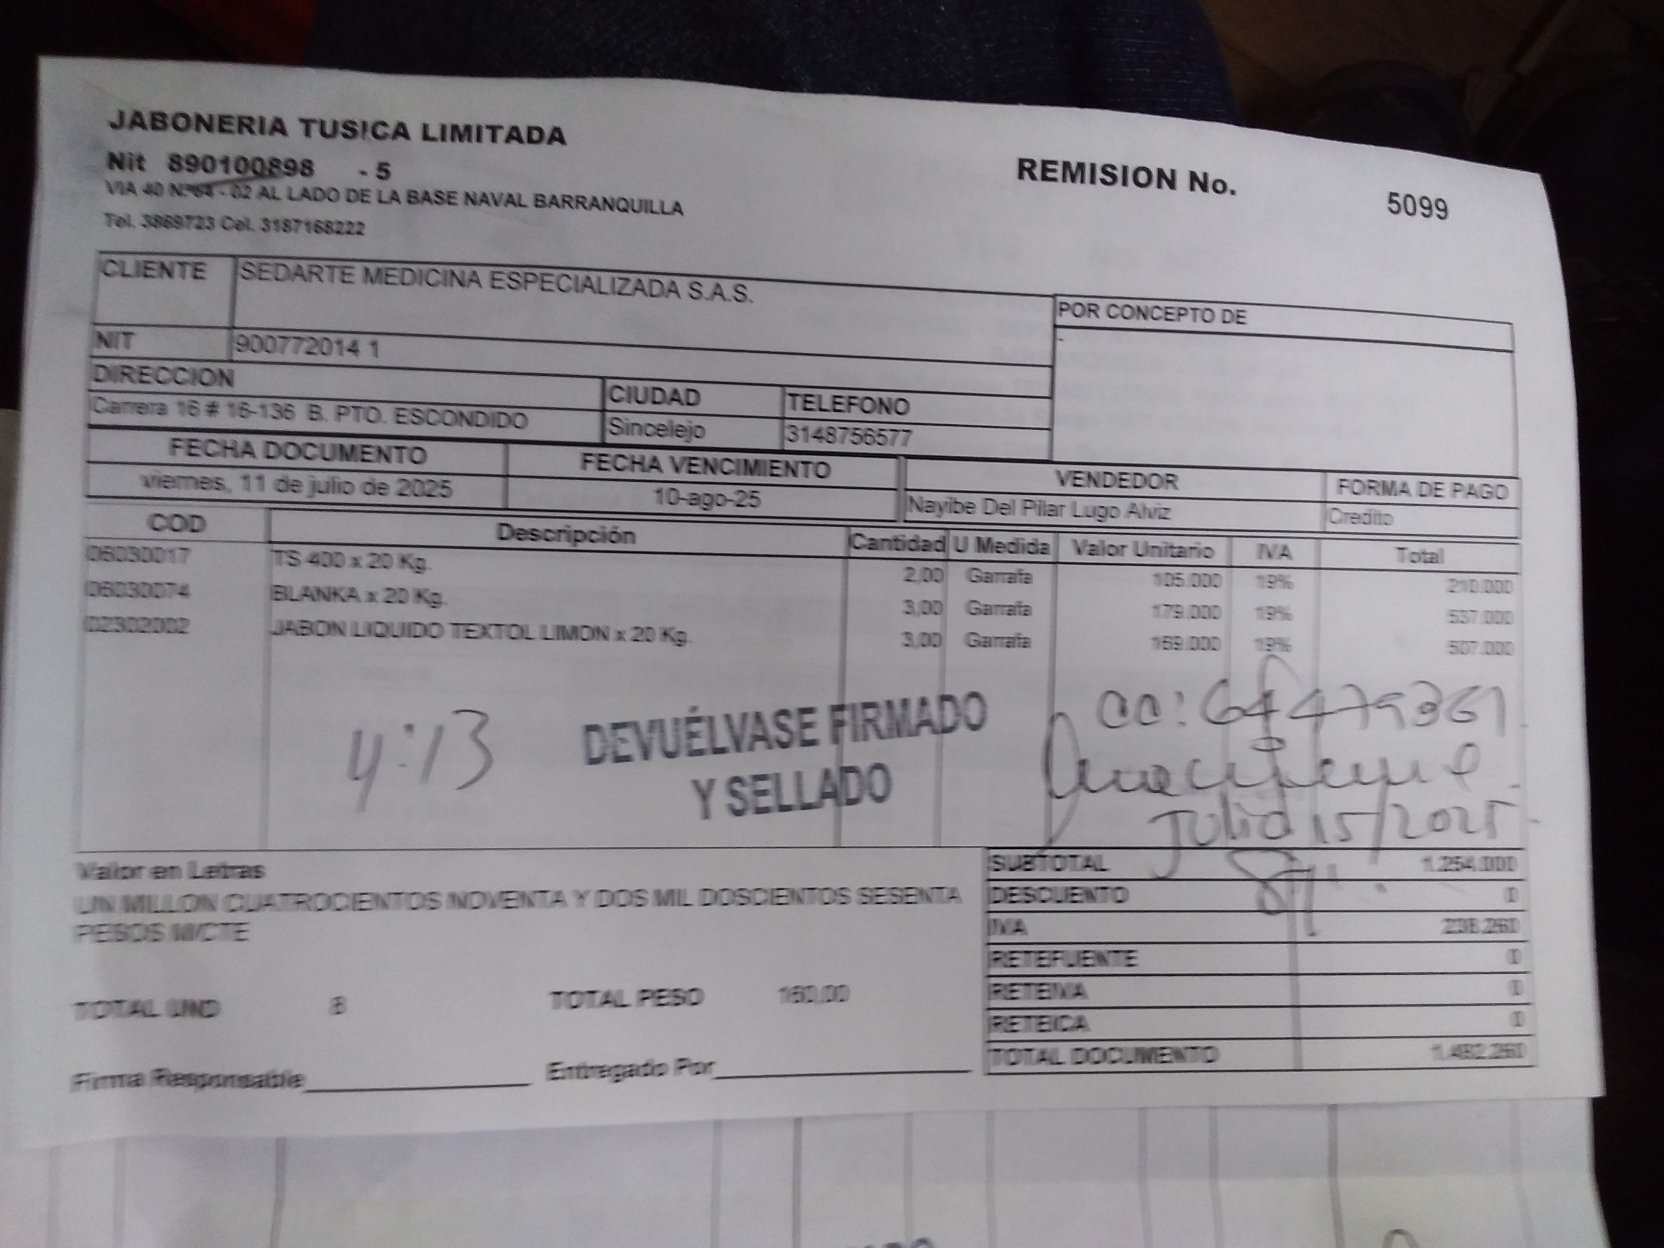 JABONERIA TUSICA LIMITADA
Nit 890100898 - 5
VIA 40 N.º 64 - 02 AL LADO DE LA BASE NAVAL BARRANQUILLA
Tel. 3869723 Cel. 3187168222
REMISION No. 5099
CLIENTE SEDARTE MEDICINA ESPECIALIZADA S.A.S.
POR CONCEPTO DE
-
NIT 900772014 1
DIRECCION CIUDAD TELEFONO
Carrera 16 # 16-136 B. PTO. ESCONDIDO Sincelejo 3148756577
FECHA DOCUMENTO FECHA VENCIMIENTO VENDEDOR FORMA DE PAGO
viernes, 11 de julio de 2025 10-ago-25 Nayibe Del Pilar Lugo Alviz Credito
COD Descripción Cantidad U Medida Valor Unitario IVA Total
05030017 TS 400 x 20 Kg. 2,00 Garrafa 105.000 19% 210.000
05030074 BLANKA x 20 Kg. 3,00 Garrafa 179.000 19% 537.000
02302002 JABON LIQUIDO TEXTOL LIMON x 20 Kg. 3,00 Garrafa 169.000 19% 507.000
4:13
DEVUÉLVASE FIRMADO
Y SELLADO
Julio 15/2025
Valor en Letras
UN MILLON CUATROCIENTOS NOVENTA Y DOS MIL DOSCIENTOS SESENTA
PESOS M/CTE
SUBTOTAL 1.254.000
DESCUENTO 0
IVA 238.260
RETEFUENTE 0
RETEIVA 0
RETEICA 0
TOTAL DOCUMENTO 1.492.260
TOTAL UND 8 TOTAL PESO 160,00
Firma Responsable Entregado Por